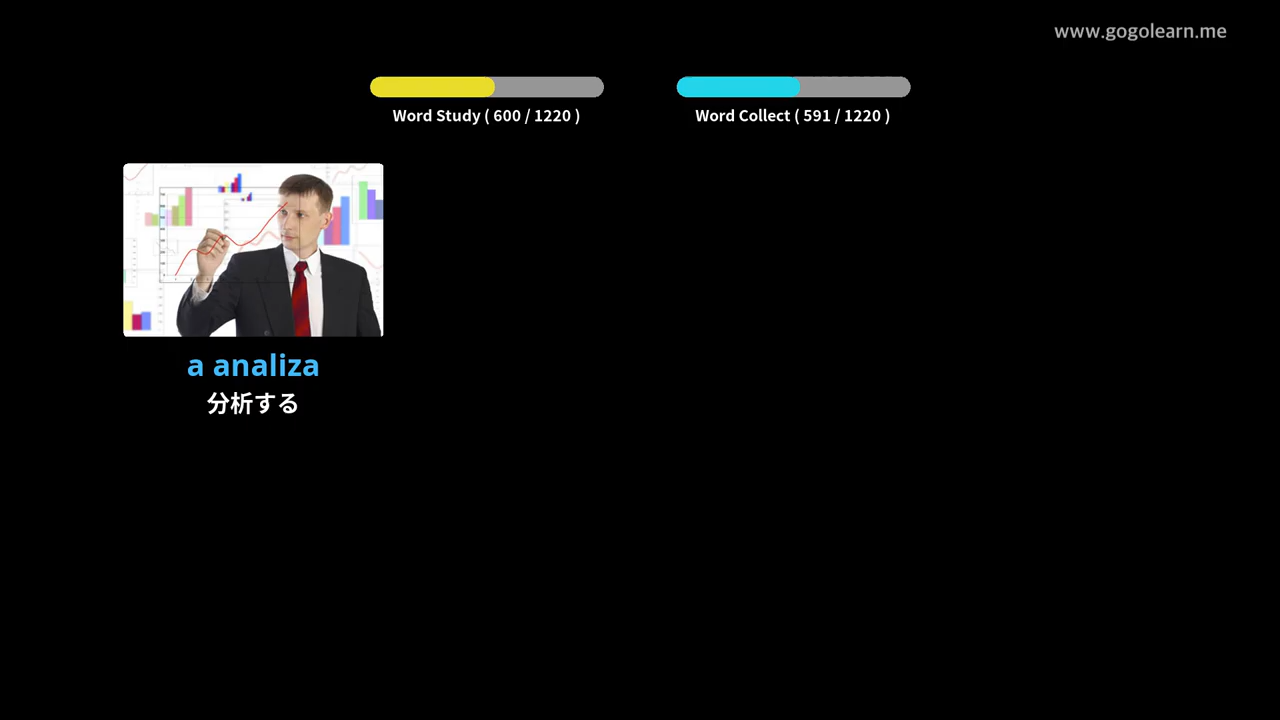 www.gogolearn.me
Word Study ( 600 / 1220 )
Word Collect ( 591 / 1220 )
a analiza
分析する